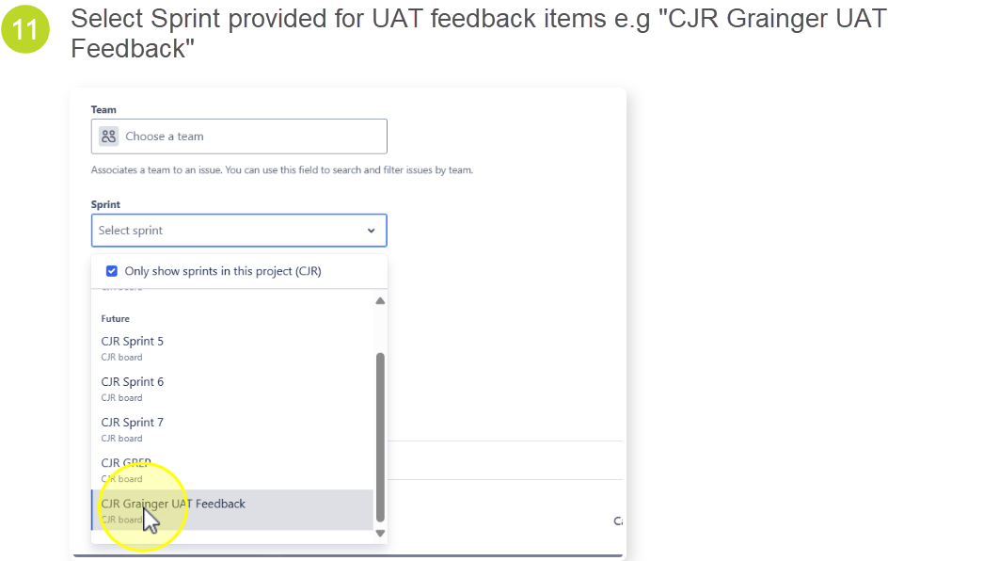 11
Select Sprint provided for UAT feedback items e.g "CJR Grainger UAT
Feedback"
Team
Choose a team
Associates a team to an issue. You can use this field to search and filter issues by team.
Sprint
Select sprint
Only show sprints in this project (CJR)
Future
CJR Sprint 5
CJR board
CJR Sprint 6
CJR board
CJR Sprint 7
CJR board
CJR GREP
CJR board
CJR Grainger UAT Feedback
CJR board